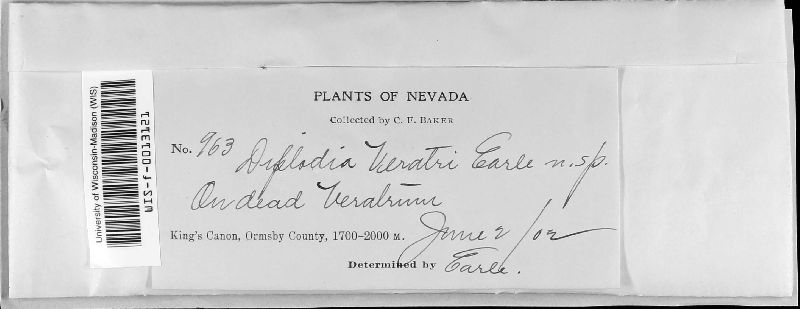 PLANTS OF NEVADA
Collected by C. F. BAKER
No. 963 Diplodia Veratri Earle n. sp.
On dead Veratrum
King's Canon, Ormsby County, 1700-2000 M. June 2/02
Determined by Earle.
University of Wisconsin-Madison (WIS)
WIS-f-0031121